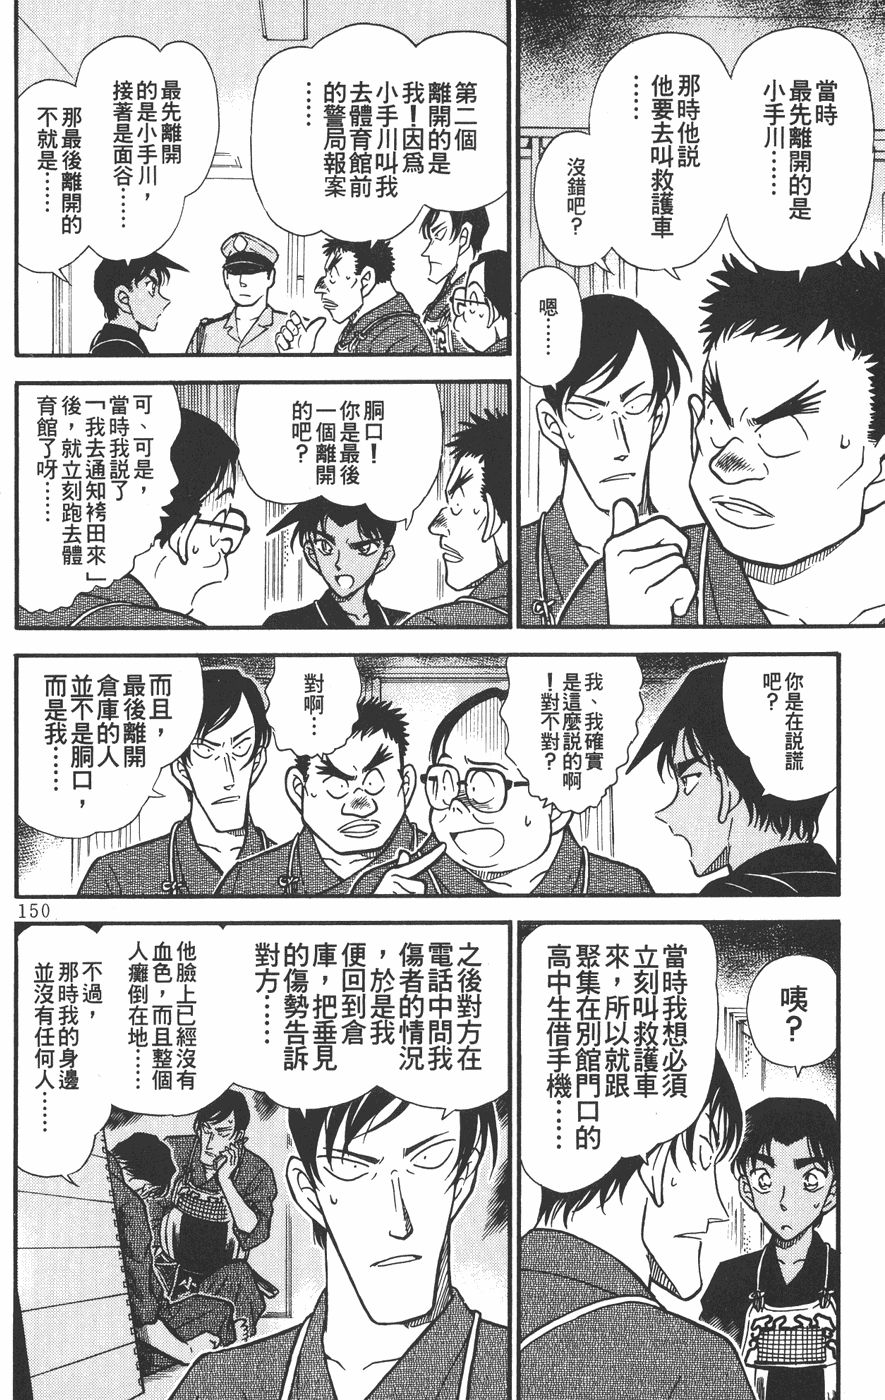 當時
最先離開的是
小手川……
那時他說
他要去叫救護車
……
沒錯吧？
嗯……
第二個
離開的是
我！因爲
小手川叫我
去體育館前
的警局報案
……
最先離開
的是小手川，
接著是面谷……
那最後離開的
不就是……
胴口！
你是最後
一個離開
的吧？
可、可是，
當時我說了
「我去通知袴田來」
後，就立刻跑去體
育館了呀……
你是在說謊
吧？
我、我確實
是這麼說的啊
！對不對？
對啊…
而且，
最後離開
倉庫的人
並不是胴口，
而是我……
150
咦？
當時我想必須
立刻叫救護車
來，所以就跟
聚集在別館門口的
高中生借手機……
之後對方在
電話中問我
傷者的情況
，於是我
便回到倉
庫，把垂見
的傷勢告訴
對方……
他臉上已經沒有
血色，而且整個
人癱倒在地……
不過，
那時我的身邊
並沒有任何人……